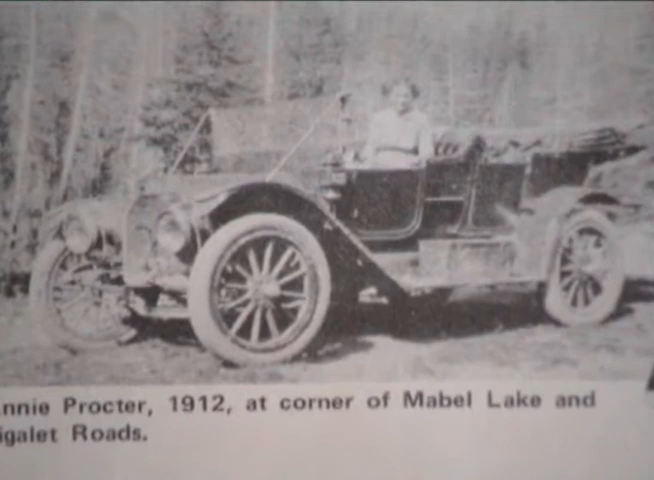 nnie Procter, 1912, at corner of Mabel Lake and
igalet Roads.